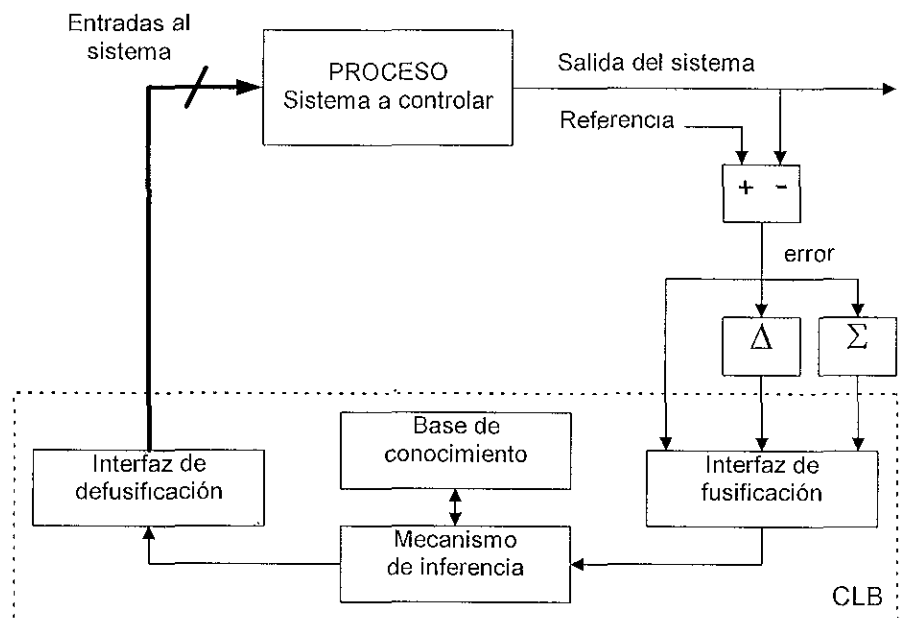 Entradas al
sistema
PROCESO
Sistema a controlar
Salida del sistema
Referencia
+ -
error
Δ
Σ
Base de
conocimiento
Interfaz de
defusificación
Interfaz de
fusificación
Mecanismo
de inferencia
CLB